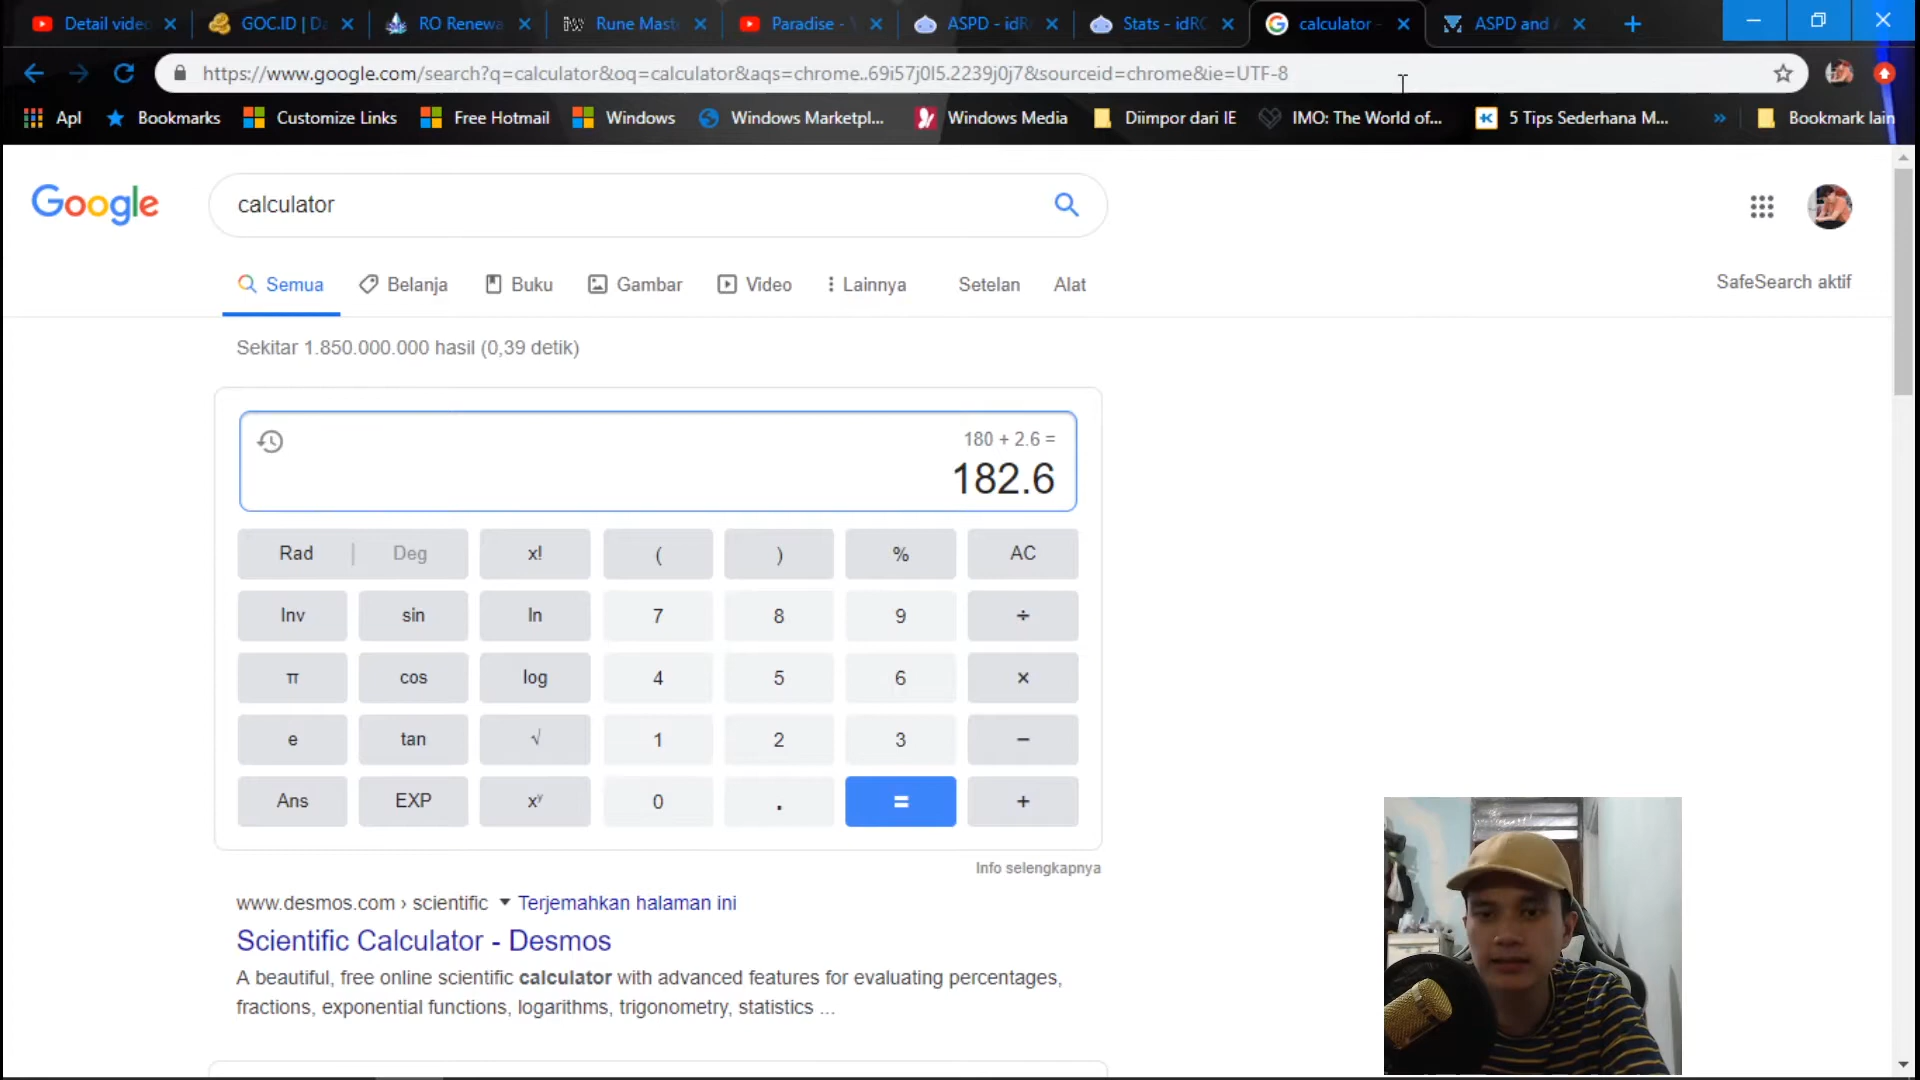 Detail video
GOC.ID | Da
RO Renewa
Rune Mast
Paradise -
ASPD - idR
Stats - idRO
calculator -
ASPD and
https://www.google.com/search?q=calculator&oq=calculator&aqs=chrome..69i57j0l5.2239j0j7&sourceid=chrome&ie=UTF-8
Apl
Bookmarks
Customize Links
Free Hotmail
Windows
Windows Marketpl...
Windows Media
Diimpor dari IE
IMO: The World of...
5 Tips Sederhana M...
»
Bookmark lain
Google
calculator
Semua
Belanja
Buku
Gambar
Video
Lainnya
Setelan
Alat
SafeSearch aktif
Sekitar 1.850.000.000 hasil (0,39 detik)
180 + 2.6 =
182.6
Rad | Deg x! ( ) % AC
Inv sin ln 7 8 9 ÷
π cos log 4 5 6 ×
e tan √ 1 2 3 −
Ans EXP xʸ 0 . = +
Info selengkapnya
www.desmos.com › scientific ▼ Terjemahkan halaman ini
Scientific Calculator - Desmos
A beautiful, free online scientific calculator with advanced features for evaluating percentages,
fractions, exponential functions, logarithms, trigonometry, statistics ...